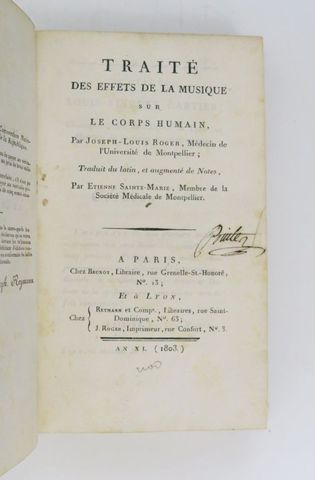 TRAITÉ
DES EFFETS DE LA MUSIQUE
SUR
LE CORPS HUMAIN,
Par JOSEPH-LOUIS ROGER, Médecin de
l'Université de Montpellier;
Traduit du latin, et augmenté de Notes,
Par ETIENNE SAINTE-MARIE, Membre de la
Société Médicale de Montpellier.
A PARIS,
Chez BRUNOT, Libraire, rue Grenelle-St.-Honoré,
N°. 13;
Et à LYON,
Chez
REYMANN et Compe., Libraires, rue Saint-
Dominique, N°. 63;
J. ROGER, Imprimeur, rue Confort, N°. 3.
AN XI. (1803.)